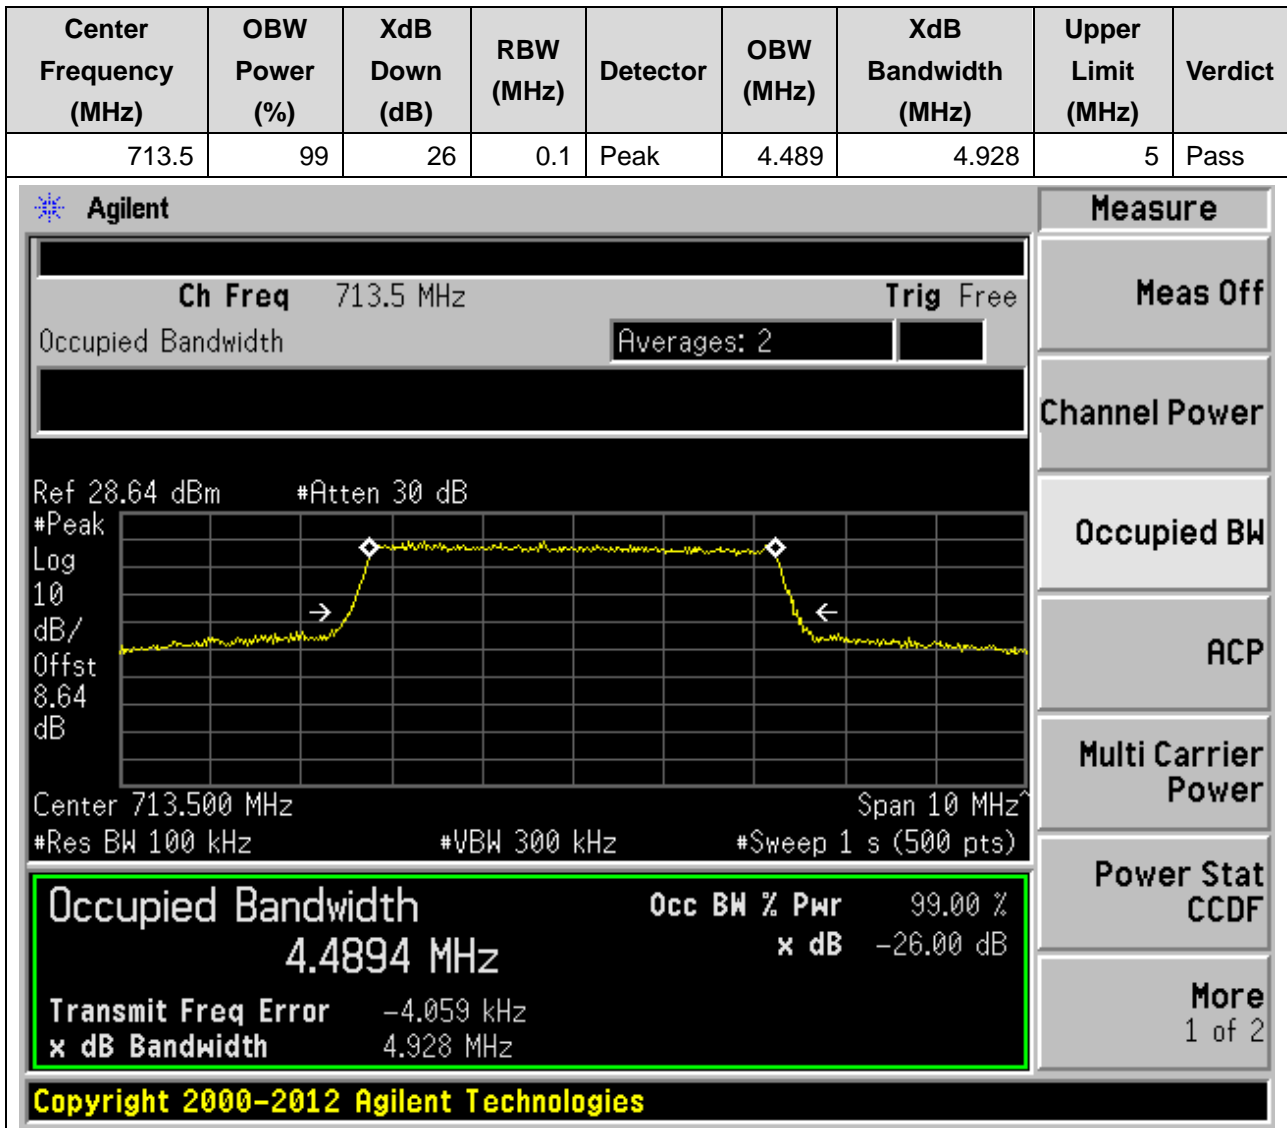 Center Frequency (MHz) OBW Power (%) XdB Down (dB) RBW (MHz) Detector OBW (MHz) XdB Bandwidth (MHz) Upper Limit (MHz) Verdict
713.5 99 26 0.1 Peak 4.489 4.928 5 Pass
Agilent
Measure
Ch Freq 713.5 MHz Trig Free
Meas Off
Occupied Bandwidth Averages: 2
Channel Power
Ref 28.64 dBm #Atten 30 dB
#Peak
Log
10
dB/
Offst
8.64
dB
Occupied BW
ACP
Multi Carrier
Power
Center 713.500 MHz Span 10 MHz^
#Res BW 100 kHz #VBW 300 kHz #Sweep 1 s (500 pts)
Power Stat
CCDF
Occupied Bandwidth Occ BW % Pwr 99.00 %
4.4894 MHz x dB -26.00 dB
Transmit Freq Error -4.059 kHz
x dB Bandwidth 4.928 MHz
More
1 of 2
Copyright 2000-2012 Agilent Technologies